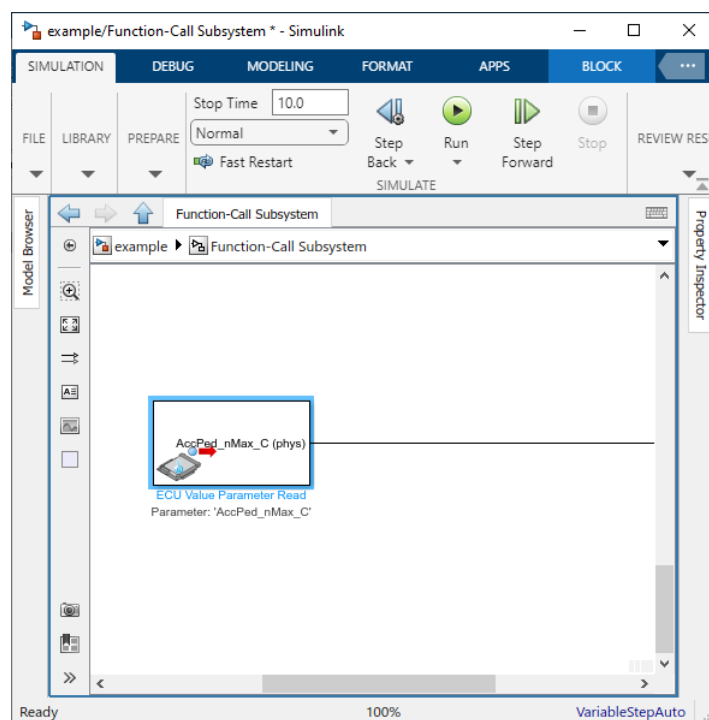 example/Function-Call Subsystem * - Simulink
SIMULATION DEBUG MODELING FORMAT APPS BLOCK ...
FILE
LIBRARY
PREPARE
Stop Time 10.0
Normal
Fast Restart
Step Back
Run
Step Forward
Stop
SIMULATE
REVIEW RES
Model Browser
Property Inspector
Function-Call Subsystem
example Function-Call Subsystem
AccPed_nMax_C (phys)
ECU Value Parameter Read
Parameter: 'AccPed_nMax_C'
Ready 100% VariableStepAuto